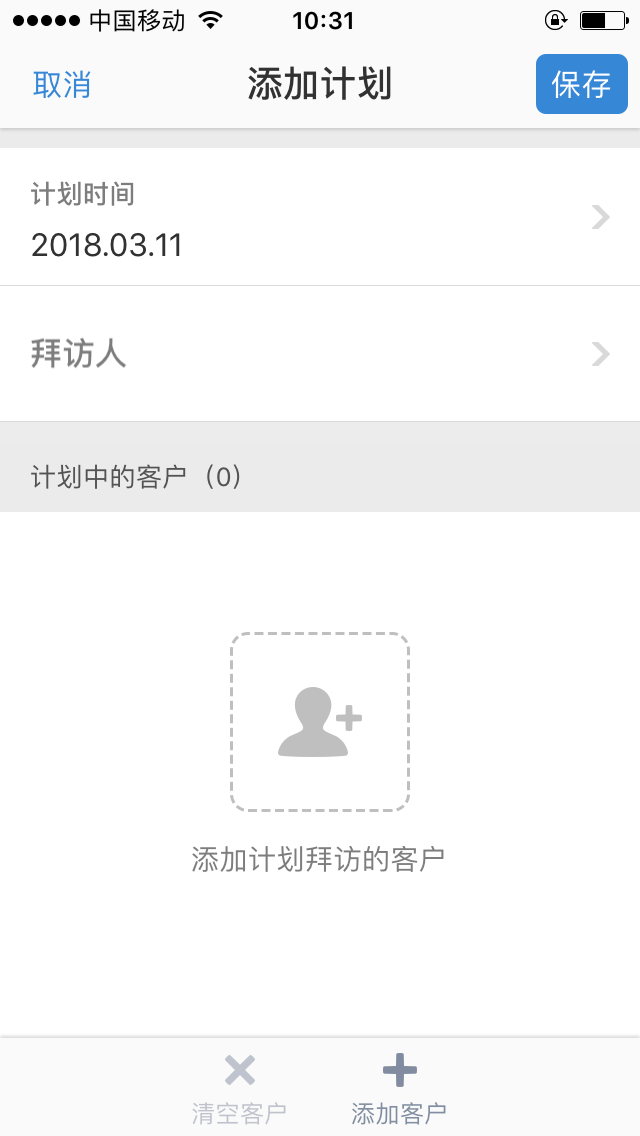 中国移动 10:31
取消 添加计划 保存
计划时间
2018.03.11
拜访人
计划中的客户（0）
添加计划拜访的客户
清空客户 添加客户